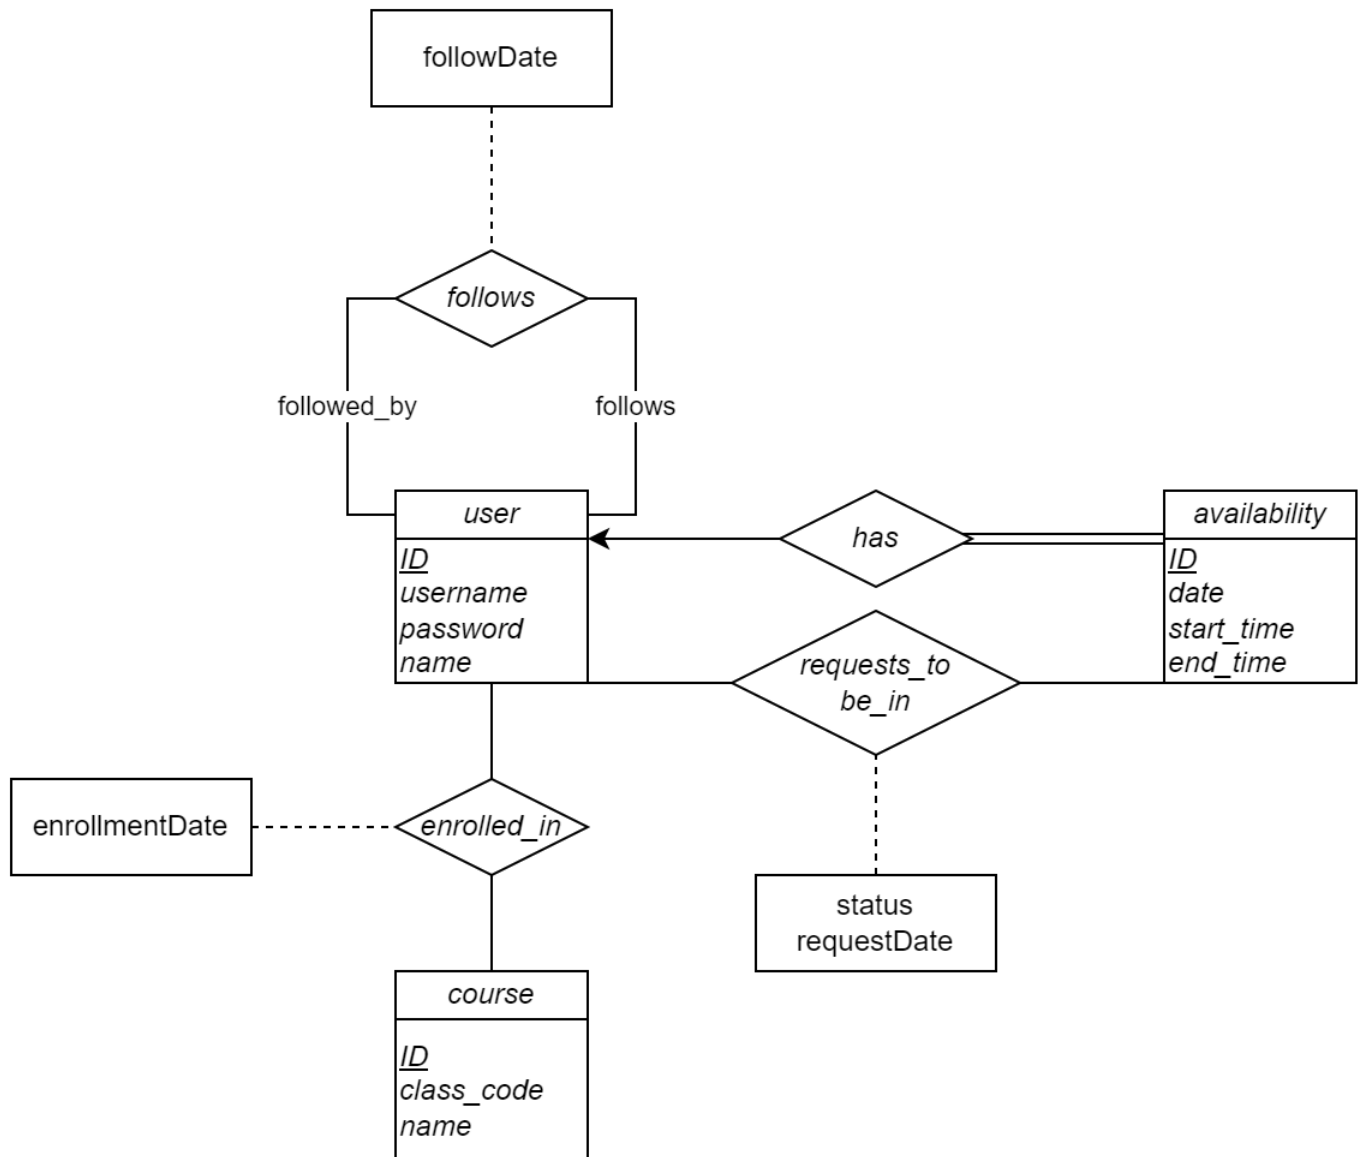 followDate
follows
followed_by
follows
user
ID
username
password
name
has
availability
ID
date
start_time
end_time
requests_to
be_in
enrollmentDate
enrolled_in
status
requestDate
course
ID
class_code
name